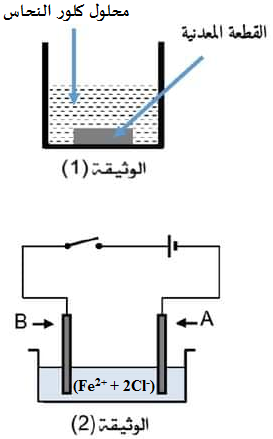 محلول كلور النحاس
القطعة المعدنية
الوثيقة (1)
B
A
(Fe²⁺ + 2Cl⁻)
الوثيقة (2)